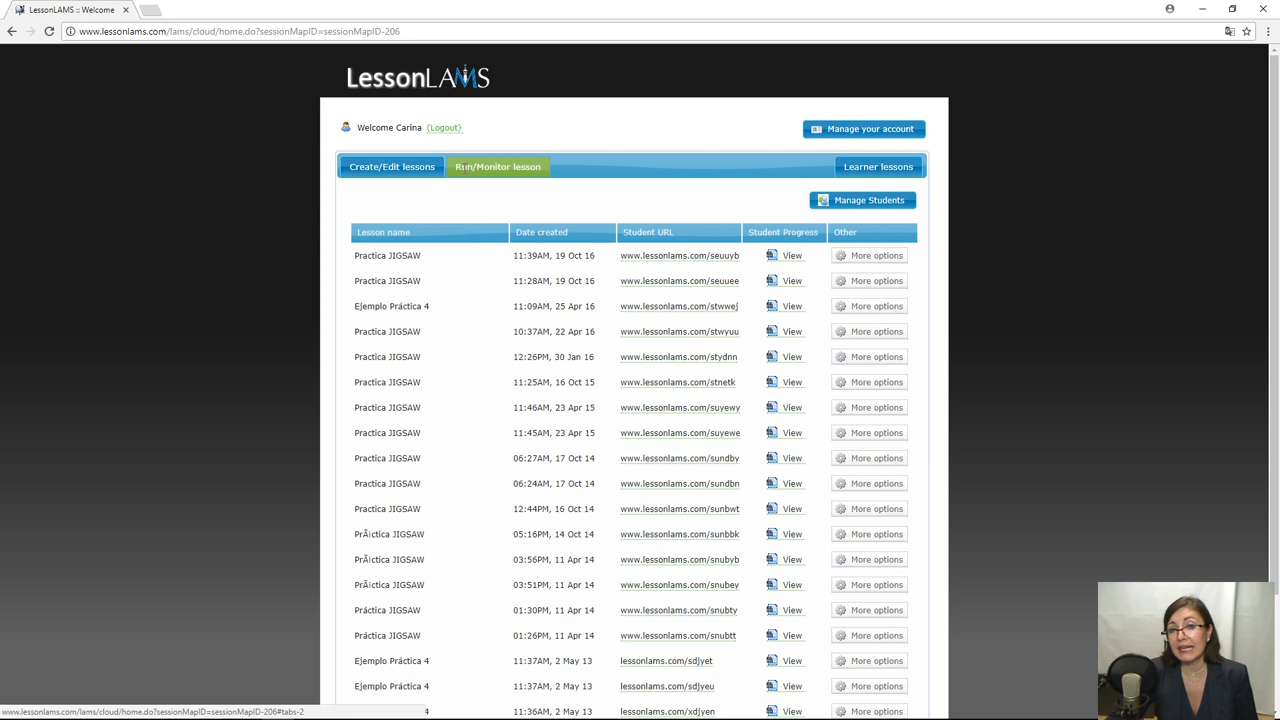 LessonLAMS :: Welcome
www.lessonlams.com/lams/cloud/home.do?sessionMapID=sessionMapID-206
LessonLAMS
Welcome Carina (Logout)
Manage your account
Create/Edit lessons Run/Monitor lesson Learner lessons
Manage Students
Lesson name Date created Student URL Student Progress Other
Practica JIGSAW 11:39AM, 19 Oct 16 www.lessonlams.com/seuuyb View More options
Practica JIGSAW 11:28AM, 19 Oct 16 www.lessonlams.com/seuuee View More options
Ejemplo Práctica 4 11:09AM, 25 Apr 16 www.lessonlams.com/stwwej View More options
Practica JIGSAW 10:37AM, 22 Apr 16 www.lessonlams.com/stwyuu View More options
Practica JIGSAW 12:26PM, 30 Jan 16 www.lessonlams.com/stydnn View More options
Practica JIGSAW 11:25AM, 16 Oct 15 www.lessonlams.com/stnetk View More options
Practica JIGSAW 11:46AM, 23 Apr 15 www.lessonlams.com/suyewy View More options
Practica JIGSAW 11:45AM, 23 Apr 15 www.lessonlams.com/suyewe View More options
Practica JIGSAW 06:27AM, 17 Oct 14 www.lessonlams.com/sundby View More options
Practica JIGSAW 06:24AM, 17 Oct 14 www.lessonlams.com/sundbn View More options
Practica JIGSAW 12:44PM, 16 Oct 14 www.lessonlams.com/sunbwt View More options
PrÃ¡ctica JIGSAW 05:16PM, 14 Oct 14 www.lessonlams.com/sunbbk View More options
PrÃ¡ctica JIGSAW 03:56PM, 11 Apr 14 www.lessonlams.com/snubyb View More options
PrÃ¡ctica JIGSAW 03:51PM, 11 Apr 14 www.lessonlams.com/snubey View More options
Práctica JIGSAW 01:30PM, 11 Apr 14 www.lessonlams.com/snubty View More options
Práctica JIGSAW 01:26PM, 11 Apr 14 www.lessonlams.com/snubtt View More options
Ejemplo Práctica 4 11:37AM, 2 May 13 lessonlams.com/sdjyet View More options
Ejemplo Práctica 4 11:37AM, 2 May 13 lessonlams.com/sdjyeu View More options
4 11:36AM, 2 May 13 lessonlams.com/xdjyen View More options
www.lessonlams.com/lams/cloud/home.do?sessionMapID=sessionMapID-206#tabs-2